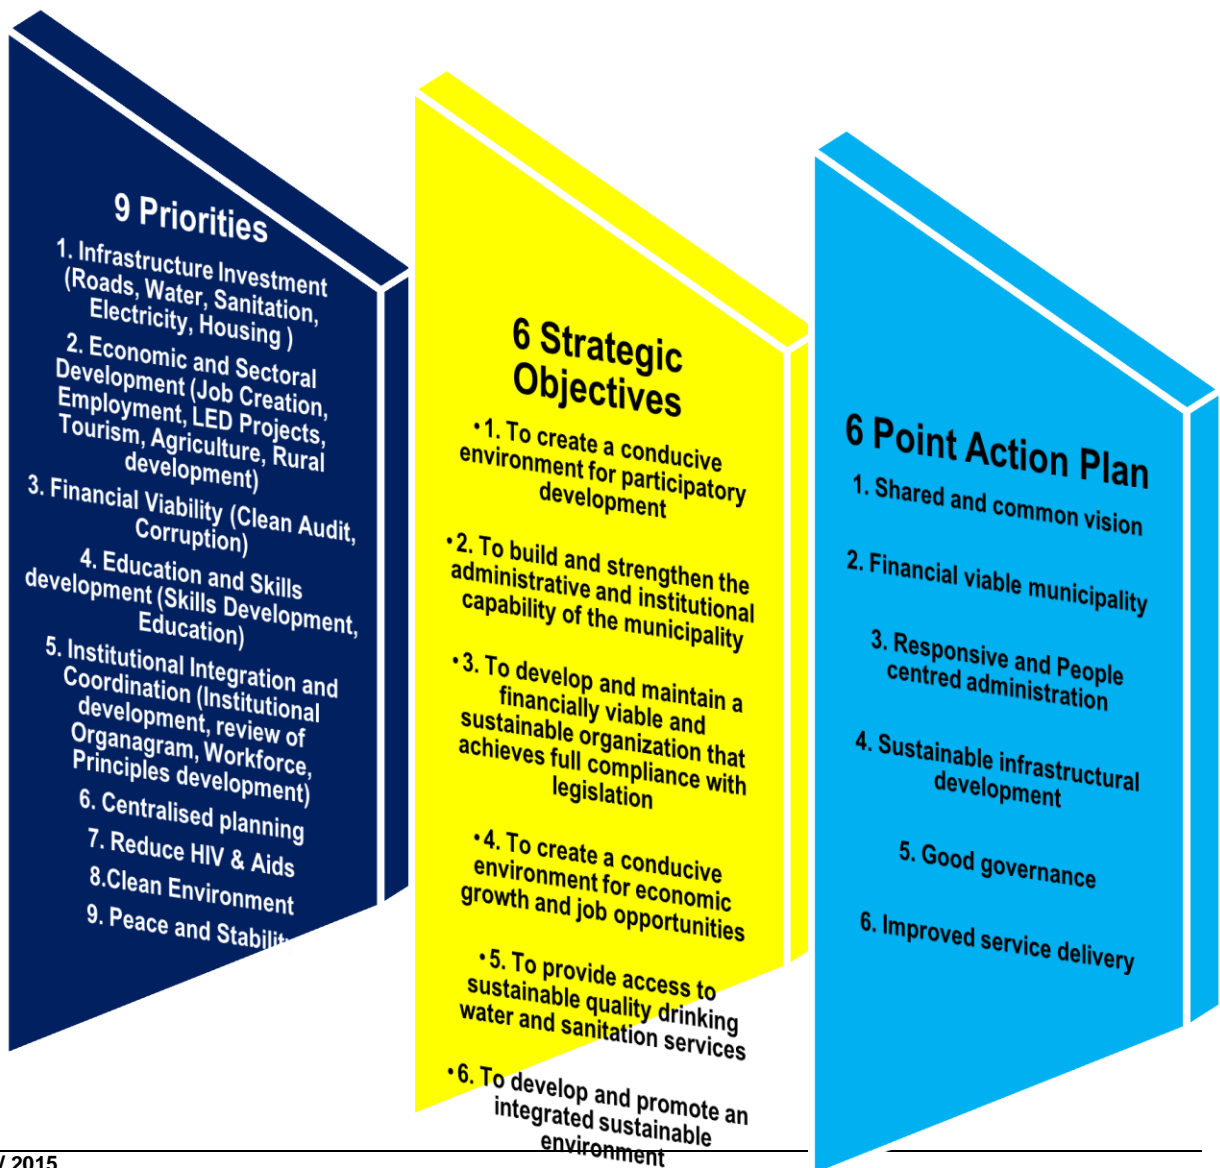 9 Priorities
1. Infrastructure Investment
(Roads, Water, Sanitation,
Electricity, Housing )
2. Economic and Sectoral
Development (Job Creation,
Employment, LED Projects,
Tourism, Agriculture, Rural
development)
3. Financial Viability (Clean Audit,
Corruption)
4. Education and Skills
development (Skills Development,
Education)
5. Institutional Integration and
Coordination (Institutional
development, review of
Organagram, Workforce,
Principles development)
6. Centralised planning
7. Reduce HIV & Aids
8.Clean Environment
9. Peace and Stability
6 Strategic
Objectives
•1. To create a conducive
environment for participatory
development
•2. To build and strengthen the
administrative and institutional
capability of the municipality
•3. To develop and maintain a
financially viable and
sustainable organization that
achieves full compliance with
legislation
•4. To create a conducive
environment for economic
growth and job opportunities
•5. To provide access to
sustainable quality drinking
water and sanitation services
•6. To develop and promote an
integrated sustainable
environment
6 Point Action Plan
1. Shared and common vision
2. Financial viable municipality
3. Responsive and People
centred administration
4. Sustainable infrastructural
development
5. Good governance
6. Improved service delivery
2015